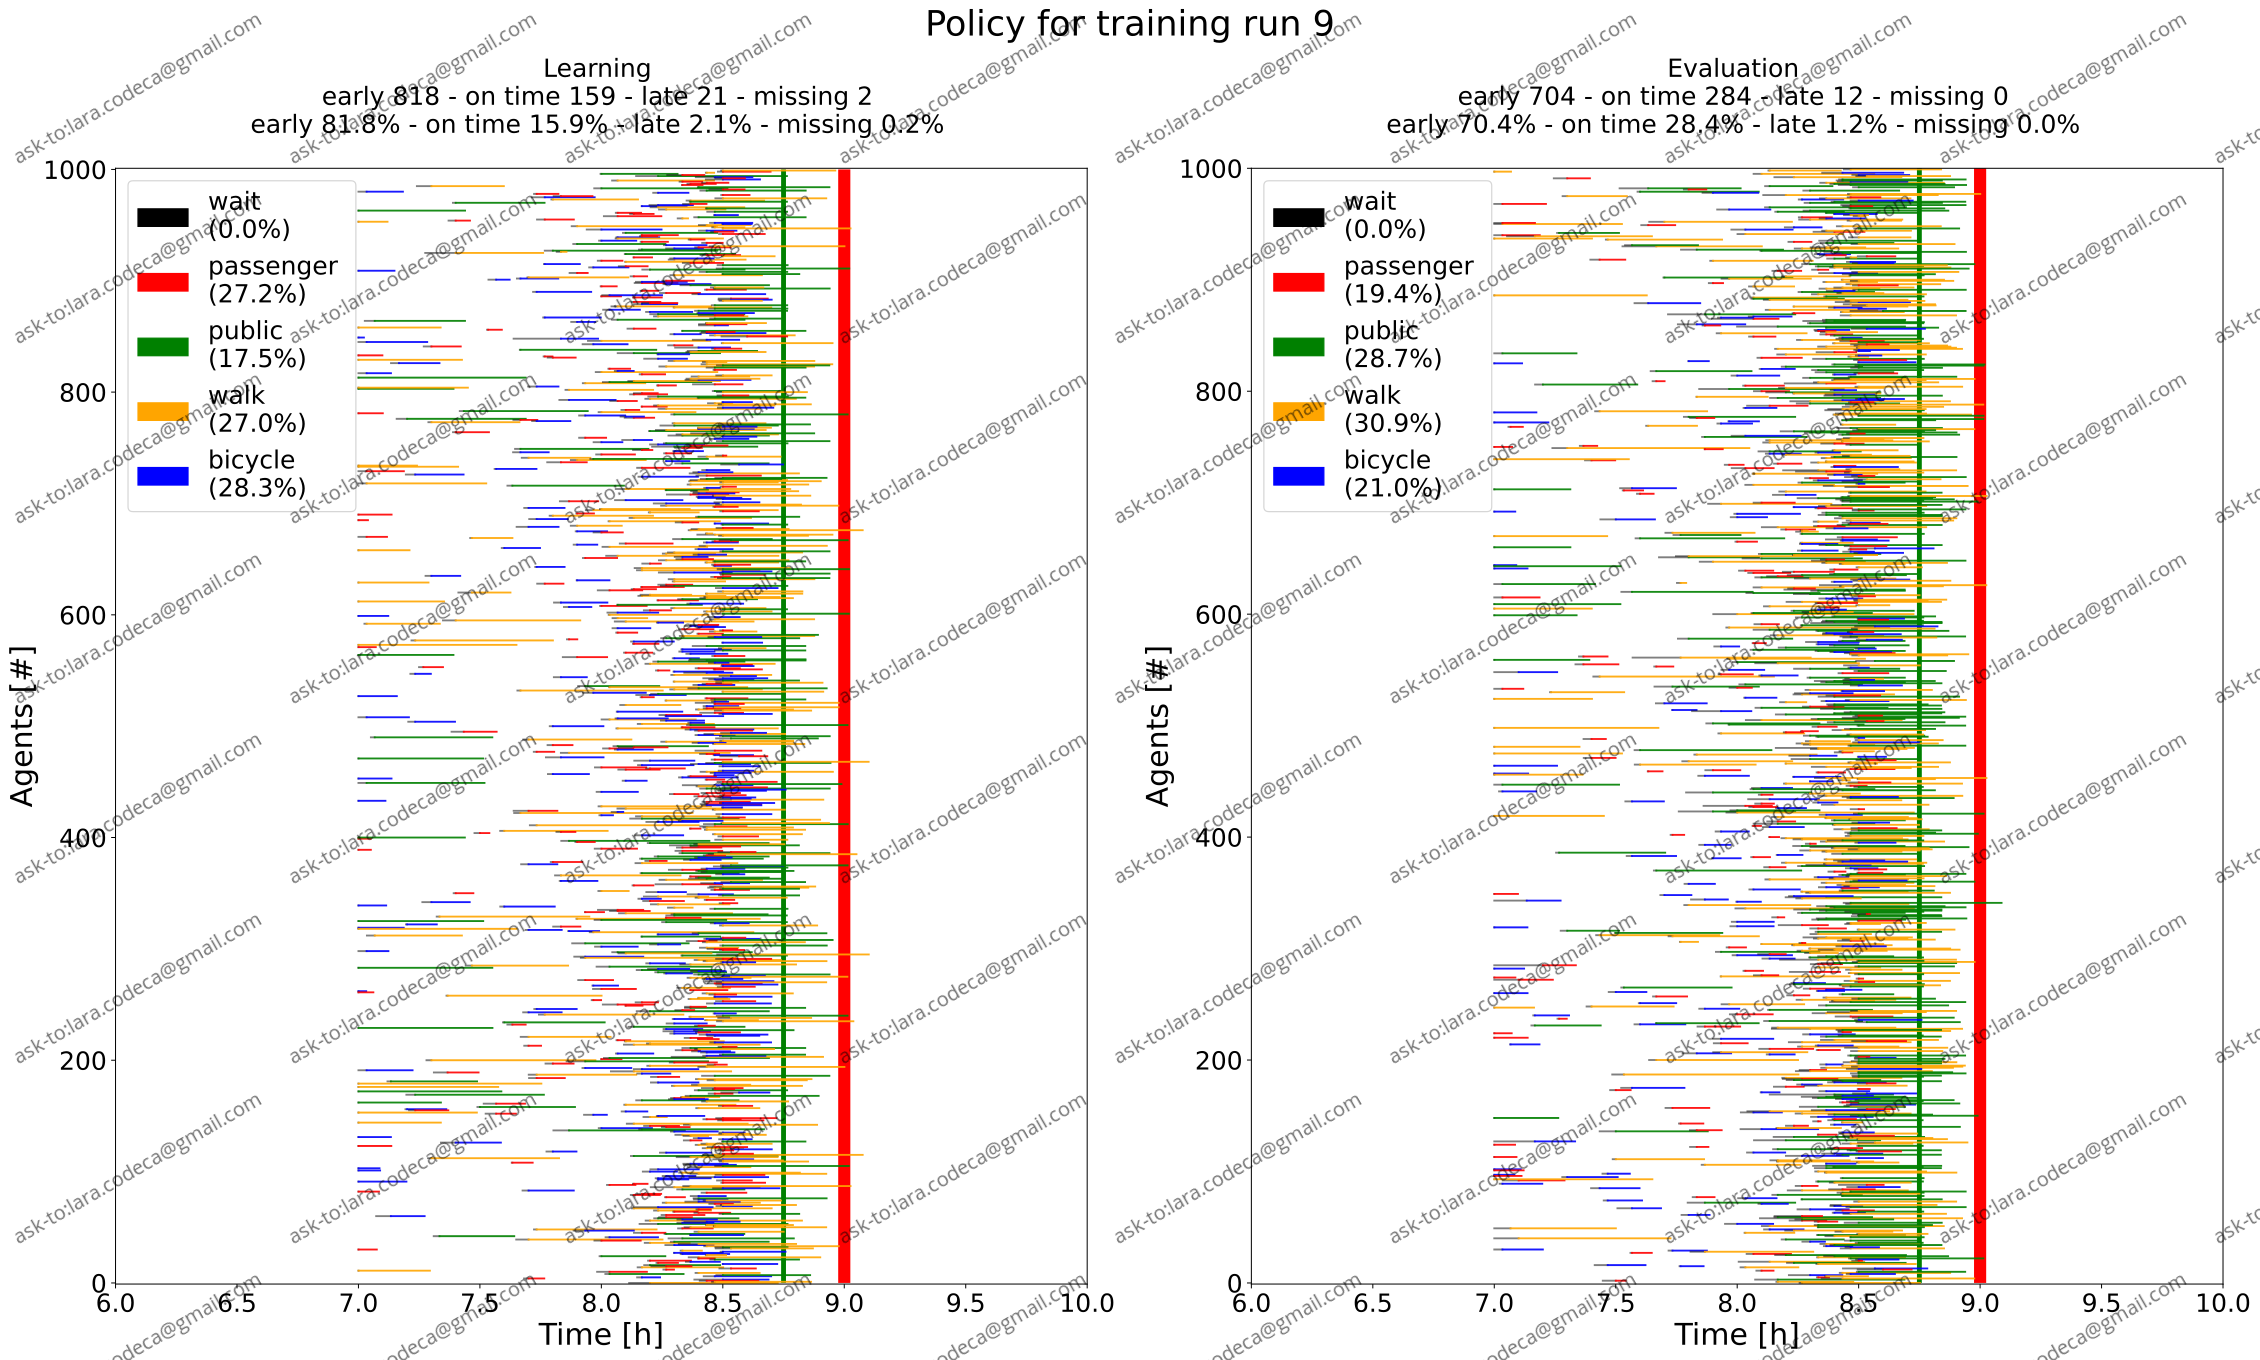 Policy for training run 9
Learning
early 818 - on time 159 - late 21 - missing 2
early 81.8% - on time 15.9% - late 2.1% - missing 0.2%
1000
800
600
400
200
0
Agents [#]
wait
(0.0%)
passenger
(27.2%)
public
(17.5%)
walk
(27.0%)
bicycle
(28.3%)
6.0 6.5 7.0 7.5 8.0 8.5 9.0 9.5 10.0
Time [h]
Evaluation
early 704 - on time 284 - late 12 - missing 0
early 70.4% - on time 28.4% - late 1.2% - missing 0.0%
1000
800
600
400
200
0
Agents [#]
wait
(0.0%)
passenger
(19.4%)
public
(28.7%)
walk
(30.9%)
bicycle
(21.0%)
6.0 6.5 7.0 7.5 8.0 8.5 9.0 9.5 10.0
Time [h]
ask-to:lara.codeca@gmail.com